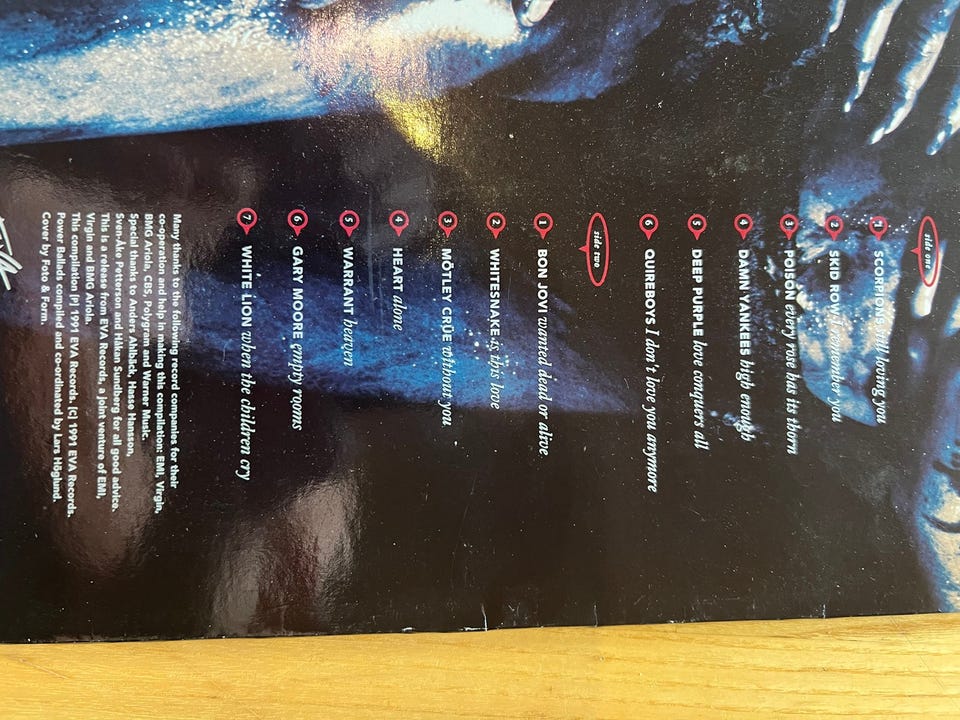 side one
1 SCORPIONS still loving you
2 SKID ROW I remember you
3 POISON every rose has its thorn
4 DAMN YANKEES high enough
5 DEEP PURPLE love conquers all
6 QUIREBOYS I don't love you anymore
side two
1 BON JOVI wanted dead or alive
2 WHITESNAKE is this love
3 MÖTLEY CRÜE without you
4 HEART alone
5 WARRANT heaven
6 GARY MOORE empty rooms
7 WHITE LION when the children cry
Many thanks to the following record companies for their
co-operation and help in making this compilation: EMI, Virgin,
BMG Ariola, CBS, Polygram and Warner Music.
Special thanks to Anders Ahlbäck, Hasse Hansson,
Sven-Åke Petterson and Håkan Sundberg for all good advice.
This is a release from EVA Records, a joint venture of EMI,
Virgin and BMG Ariola.
This compilation [P] 1991 EVA Records. [C] 1991 EVA Records.
Power Ballads compiled and co-ordinated by Lars Höglund.
Cover by Foto & Form.